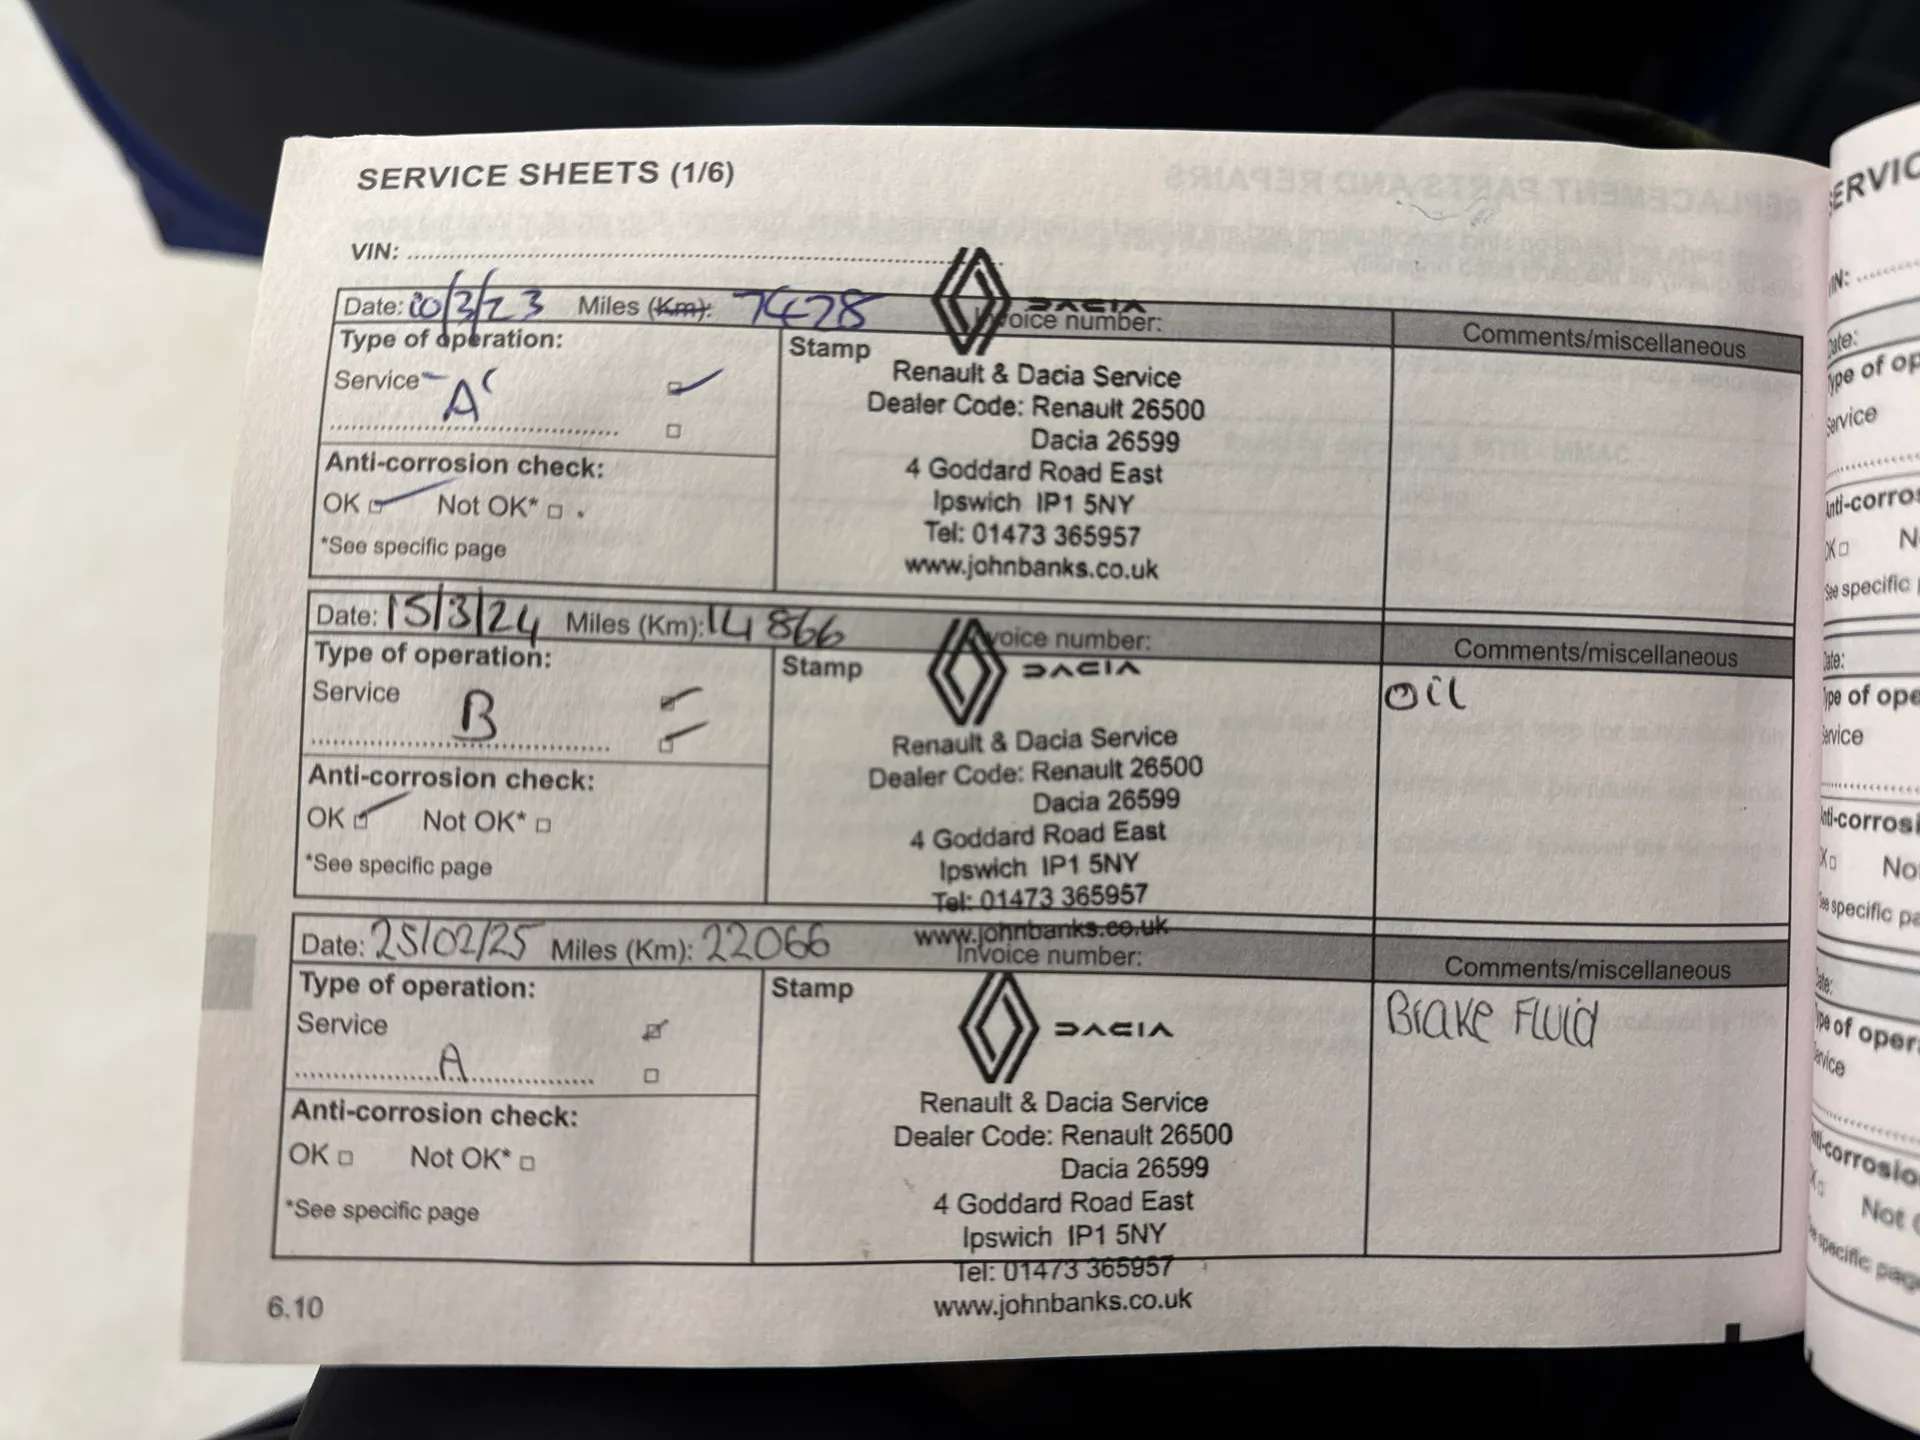 SERVICE SHEETS (1/6)
VIN:
Date: 20/3/23 Miles (Km): 7478 Invoice number:
DACIA
Comments/miscellaneous
Type of operation:
Service - A
Stamp
Renault & Dacia Service
Dealer Code: Renault 26500
Dacia 26599
4 Goddard Road East
Ipswich IP1 5NY
Tel: 01473 365957
www.johnbanks.co.uk
Anti-corrosion check:
OK Not OK*
*See specific page
Date: 15/3/24 Miles (Km): 14866 Invoice number:
DACIA
Comments/miscellaneous
Type of operation:
Service B
Stamp
Renault & Dacia Service
Dealer Code: Renault 26500
Dacia 26599
4 Goddard Road East
Ipswich IP1 5NY
Tel: 01473 365957
www.johnbanks.co.uk
oil
Anti-corrosion check:
OK Not OK*
*See specific page
Date: 25/02/25 Miles (Km): 22066 Invoice number:
DACIA
Comments/miscellaneous
Type of operation:
Service
A
Stamp
Renault & Dacia Service
Dealer Code: Renault 26500
Dacia 26599
4 Goddard Road East
Ipswich IP1 5NY
Tel: 01473 365957
www.johnbanks.co.uk
Brake Fluid
Anti-corrosion check:
OK Not OK*
*See specific page
6.10